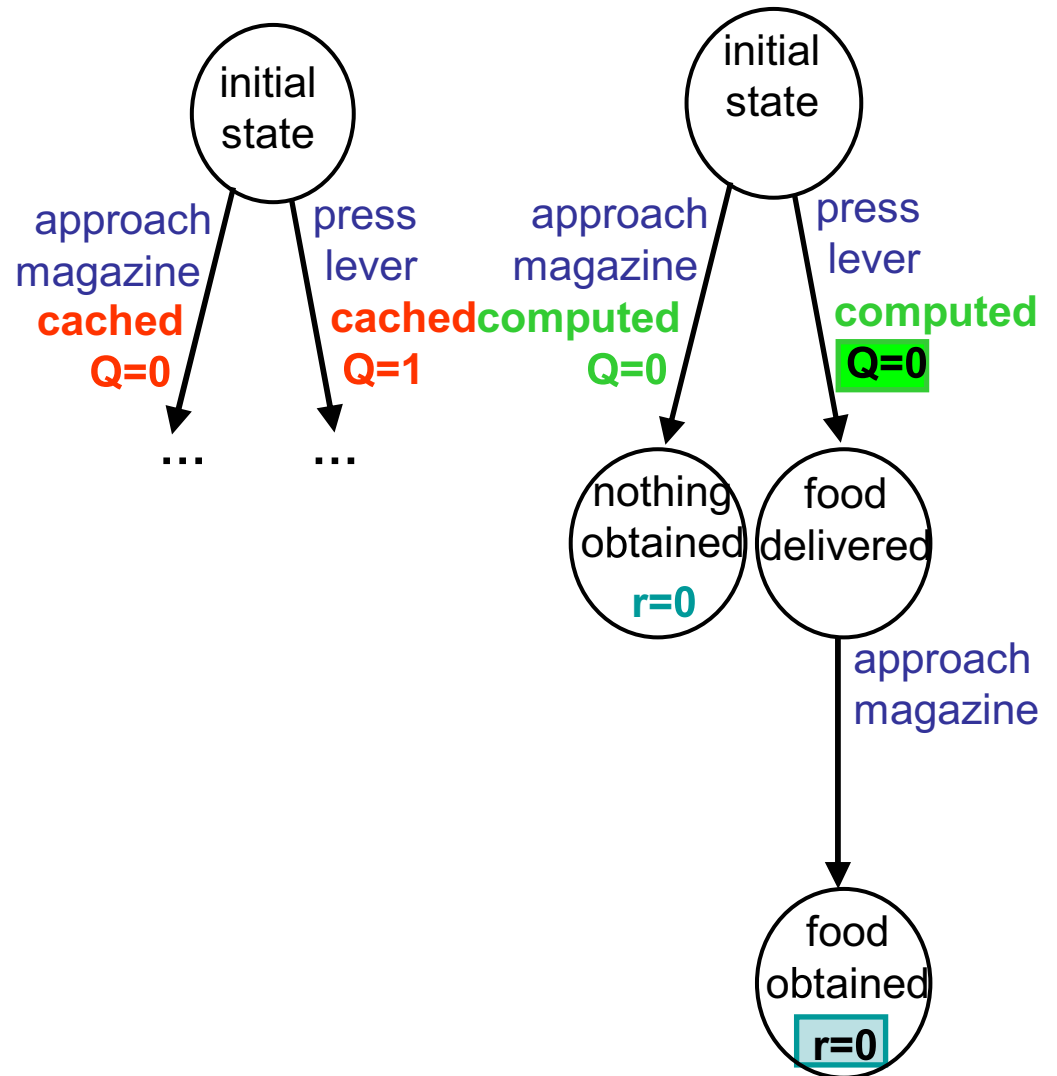 initial
state
approach
magazine
cached
Q=0
press
lever
cached
Q=1
...
...
initial
state
approach
magazine
computed
Q=0
press
lever
computed
Q=0
nothing
obtained
r=0
food
delivered
approach
magazine
food
obtained
r=0